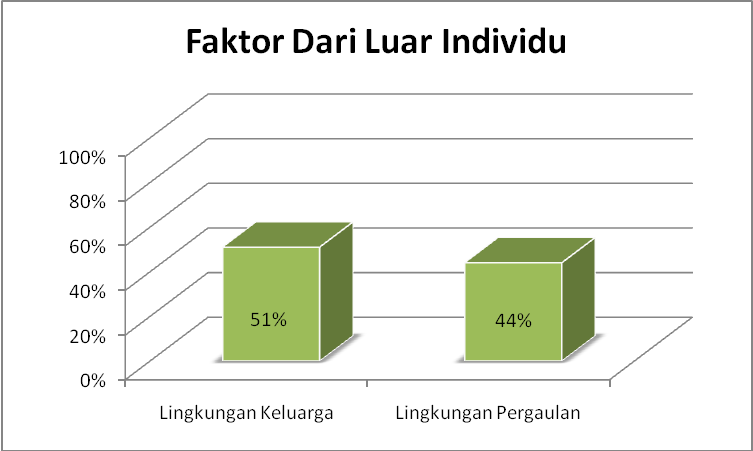 Faktor Dari Luar Individu
100%
80%
60%
40%
20%
0%
51%
44%
Lingkungan Keluarga
Lingkungan Pergaulan